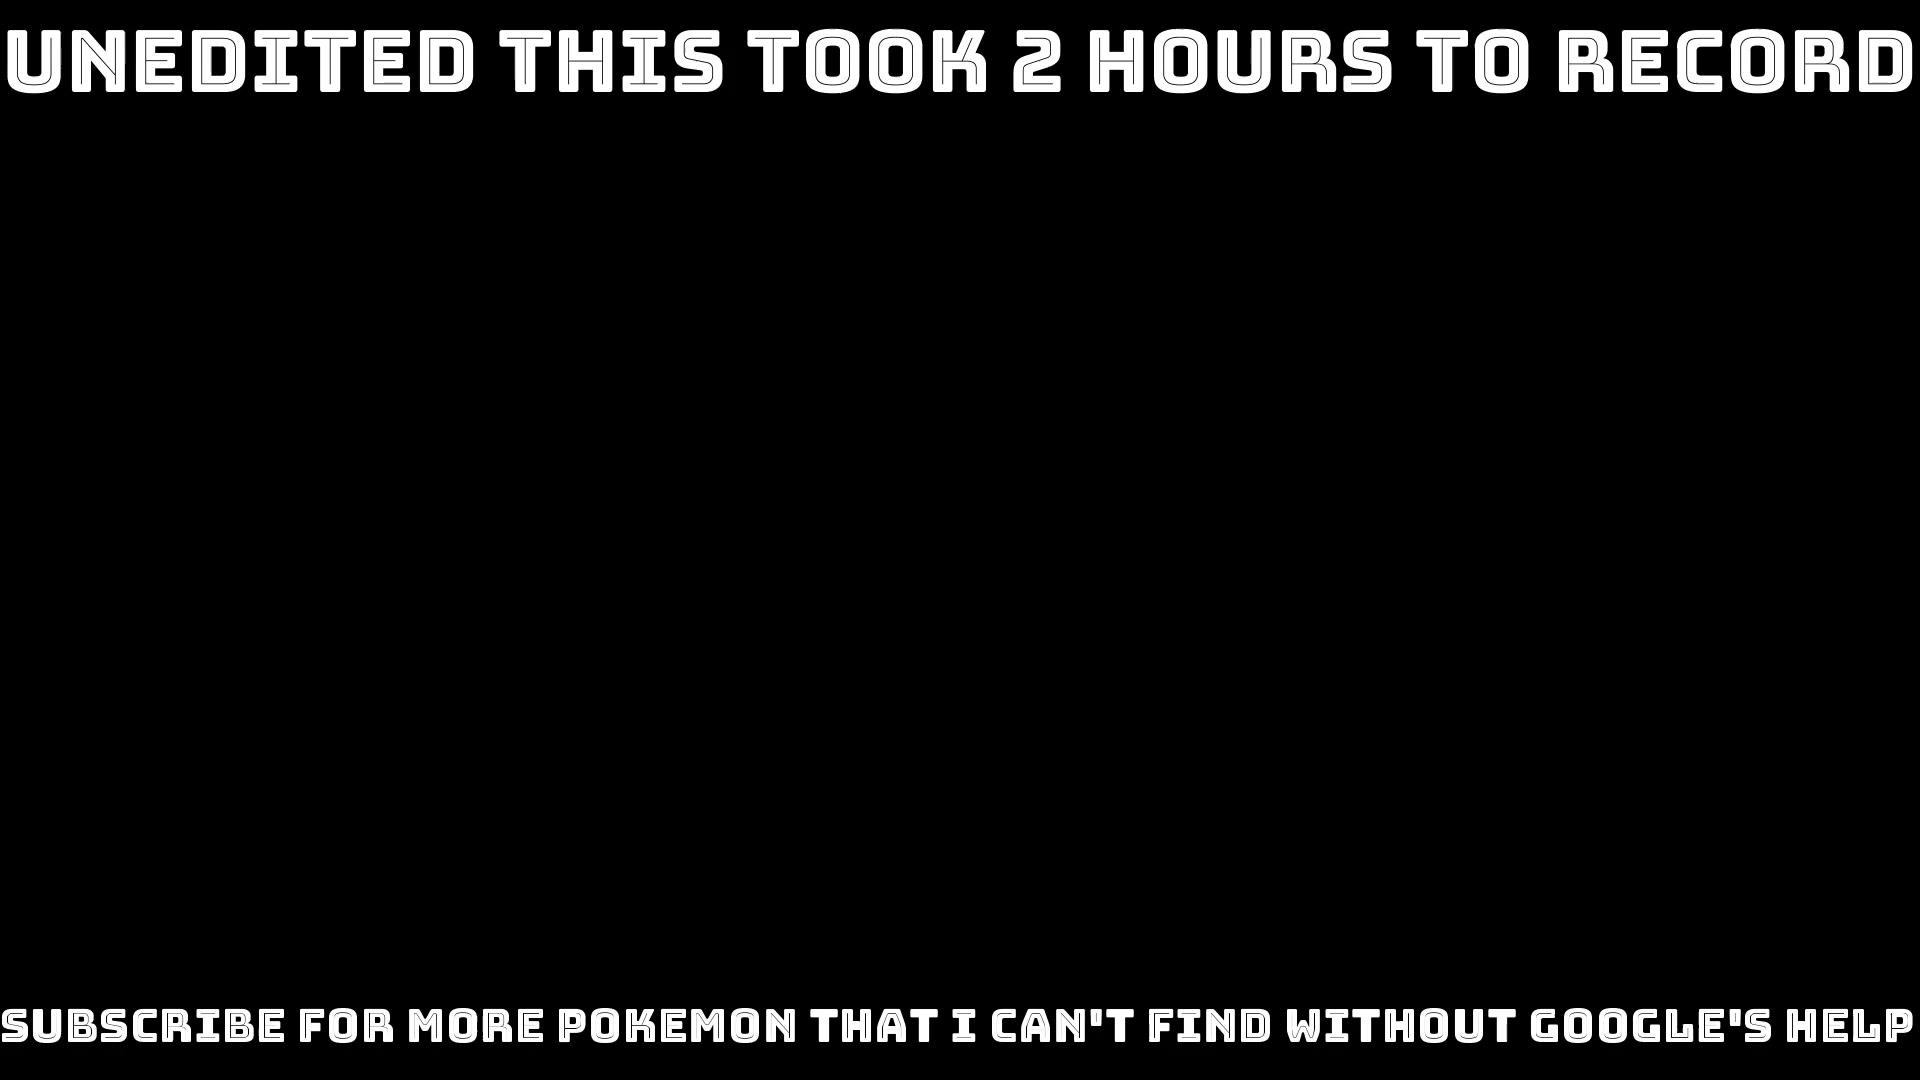 UNEDITED THIS TOOK 2 HOURS TO RECORD
SUBSCRIBE FOR MORE POKEMON THAT I CAN'T FIND WITHOUT GOOGLE'S HELP